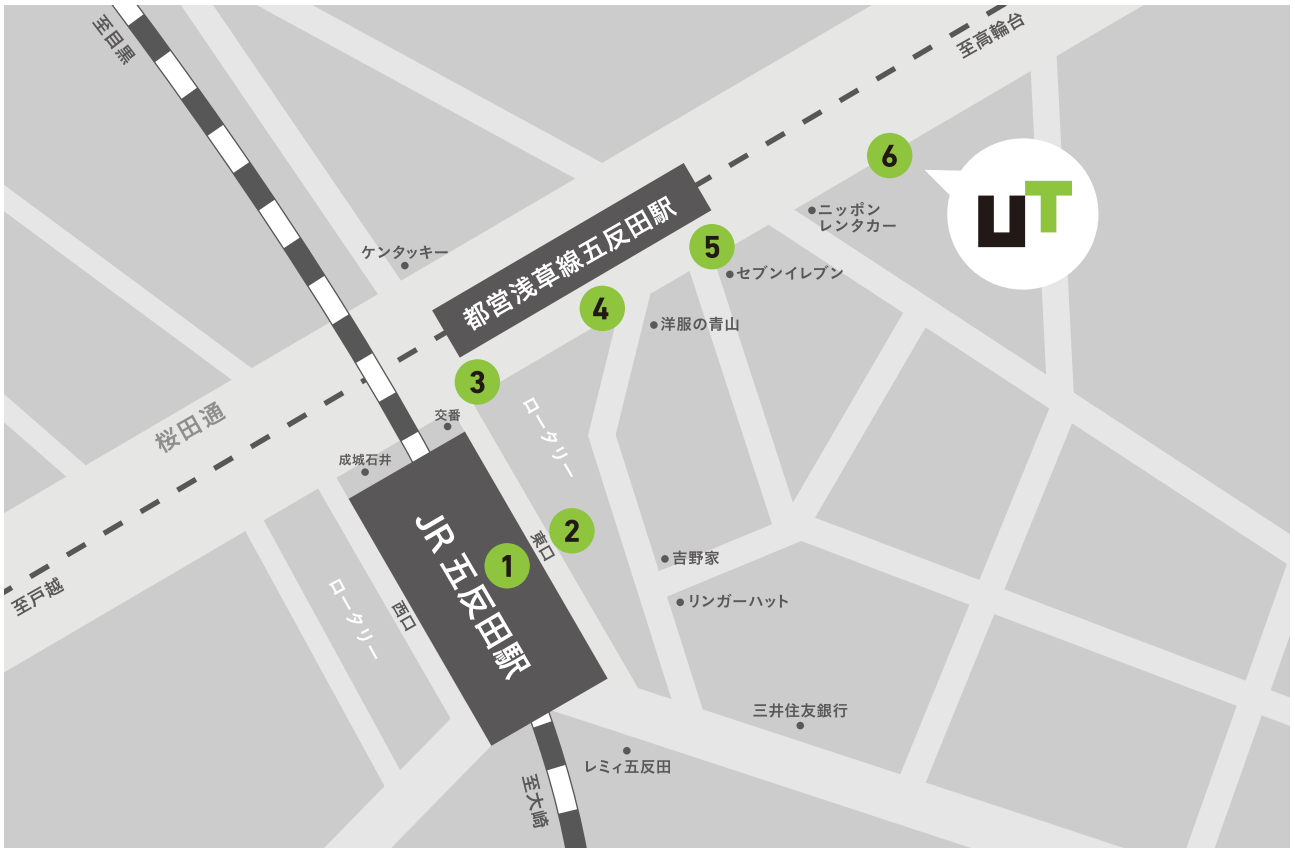 至目黒
至高輪台
6
UT
ニッポン
レンタカー
都営浅草線五反田駅
5
セブンイレブン
ケンタッキー
4
洋服の青山
3
桜田通
交番
ロータリー
成城石井
JR 五反田駅
1
東口
2
吉野家
至戸越
ロータリー
西口
リンガーハット
三井住友銀行
レミィ五反田
至大崎